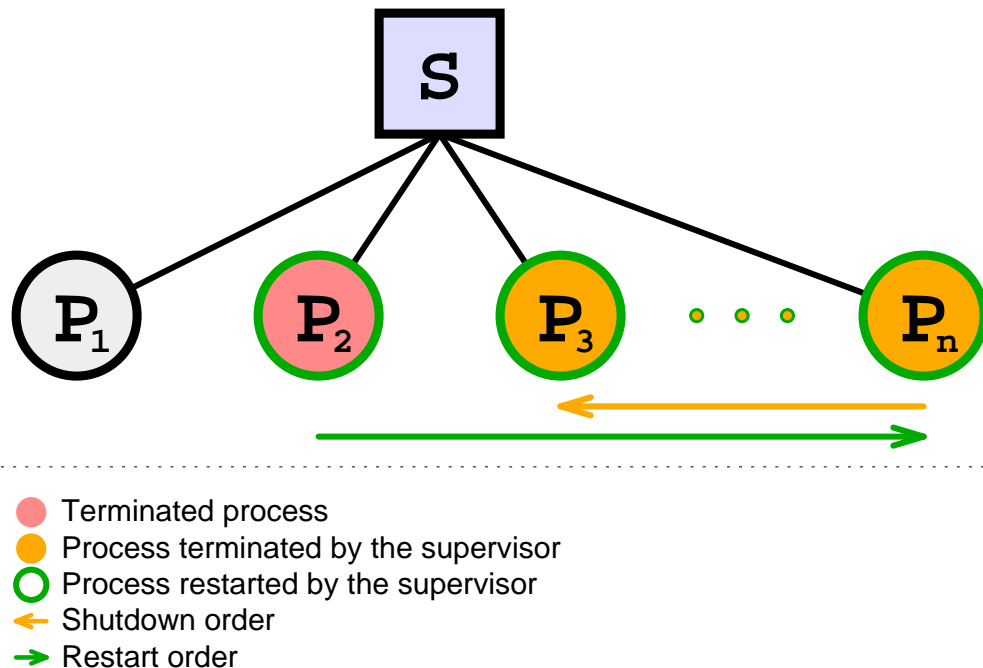 S
P1 P2 P3 Pn
Terminated process
Process terminated by the supervisor
Process restarted by the supervisor
Shutdown order
Restart order